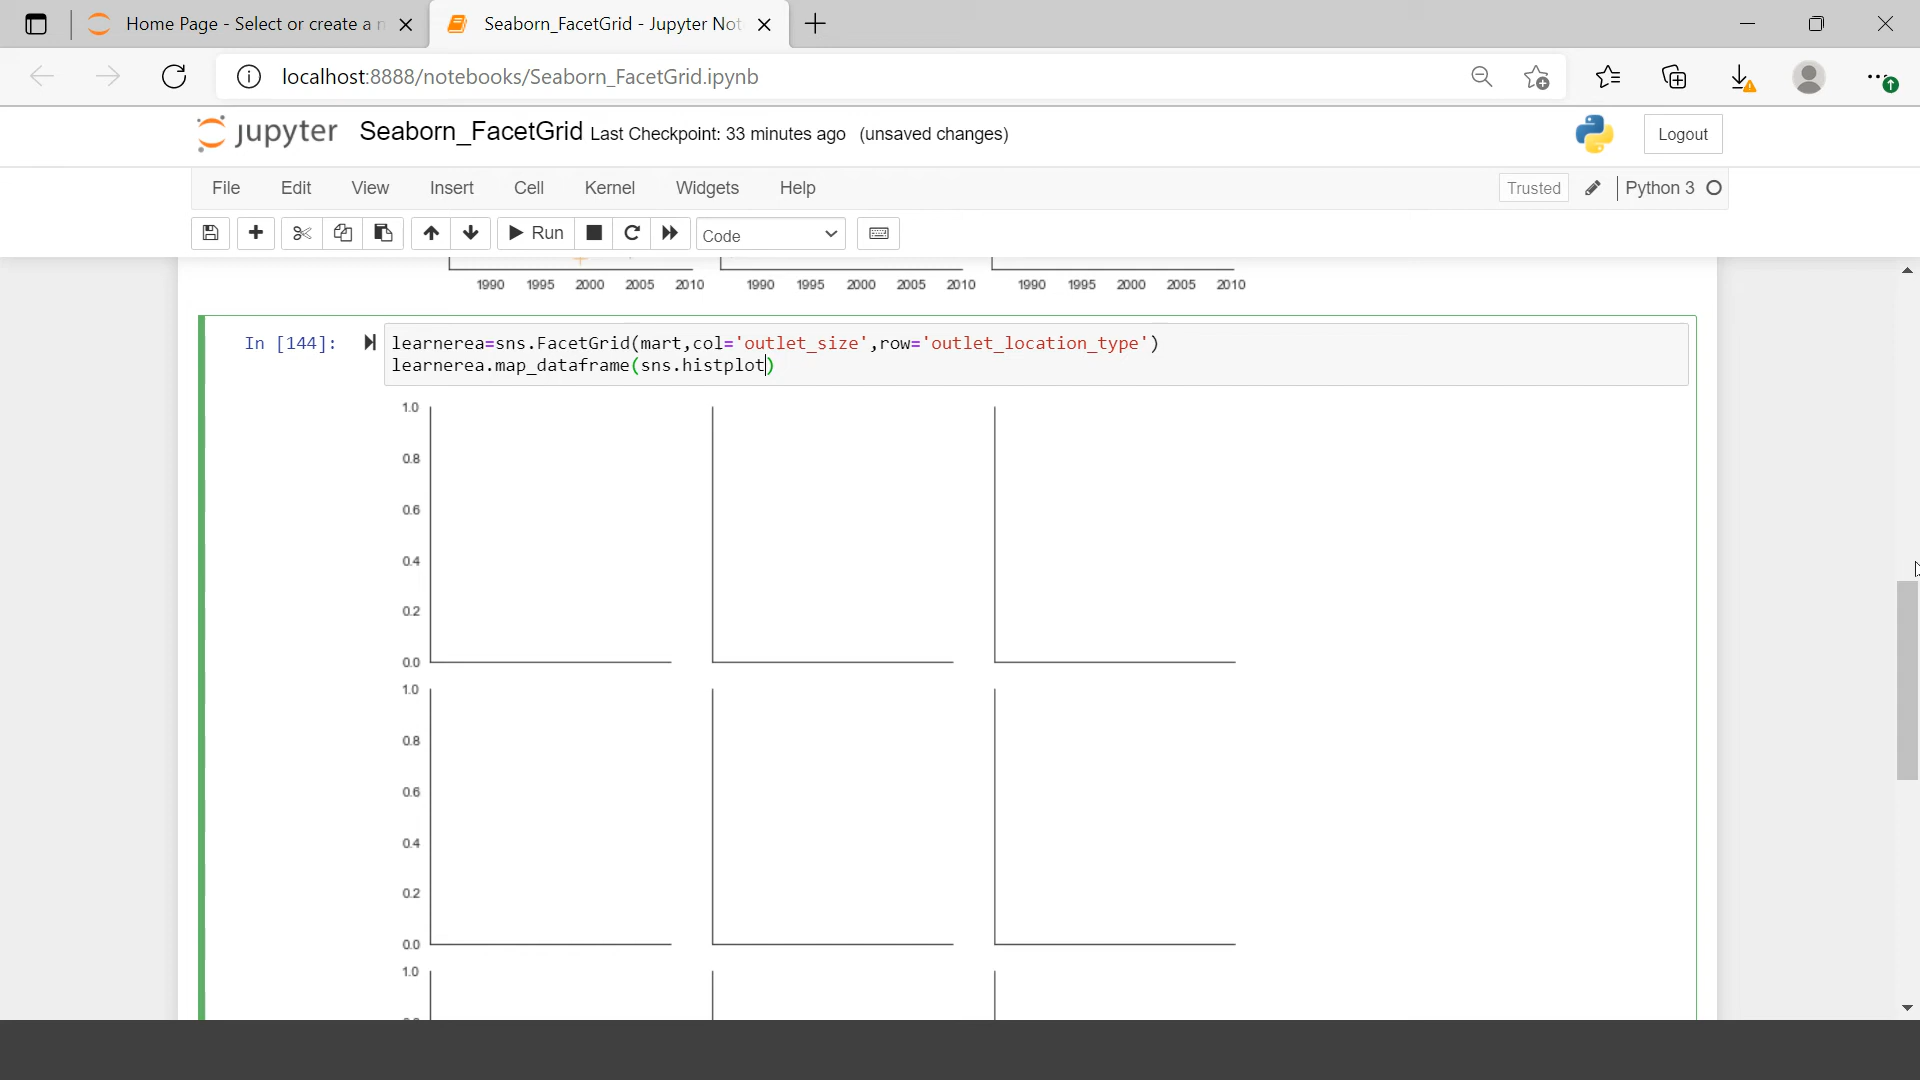 Home Page - Select or create a n
Seaborn_FacetGrid - Jupyter Not
localhost:8888/notebooks/Seaborn_FacetGrid.ipynb
jupyter Seaborn_FacetGrid Last Checkpoint: 33 minutes ago (unsaved changes)
Logout
File Edit View Insert Cell Kernel Widgets Help
Trusted Python 3
Run Code
1990 1995 2000 2005 2010 1990 1995 2000 2005 2010 1990 1995 2000 2005 2010
In [144]: learnerea=sns.FacetGrid(mart,col='outlet_size',row='outlet_location_type')
learnerea.map_dataframe(sns.histplot)
1.0
0.8
0.6
0.4
0.2
0.0
1.0
0.8
0.6
0.4
0.2
0.0
1.0